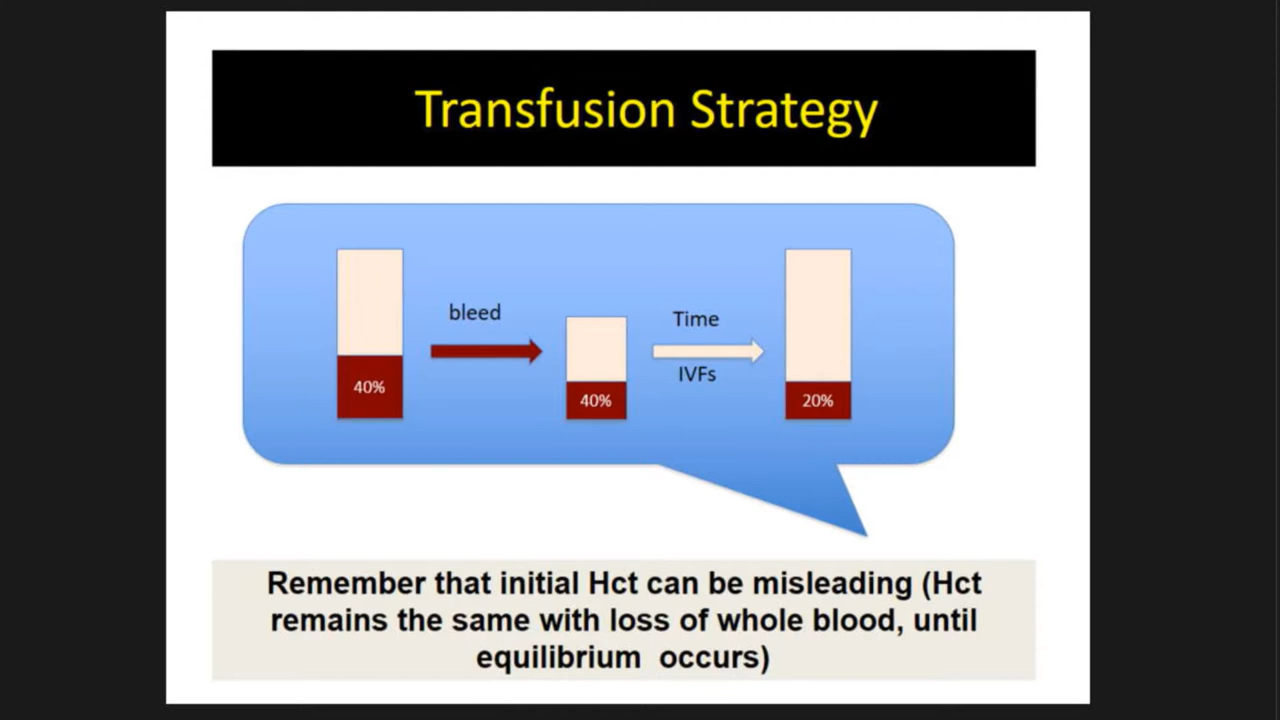 Transfusion Strategy
bleed
Time
IVFs
40%
40%
20%
Remember that initial Hct can be misleading (Hct
remains the same with loss of whole blood, until
equilibrium occurs)